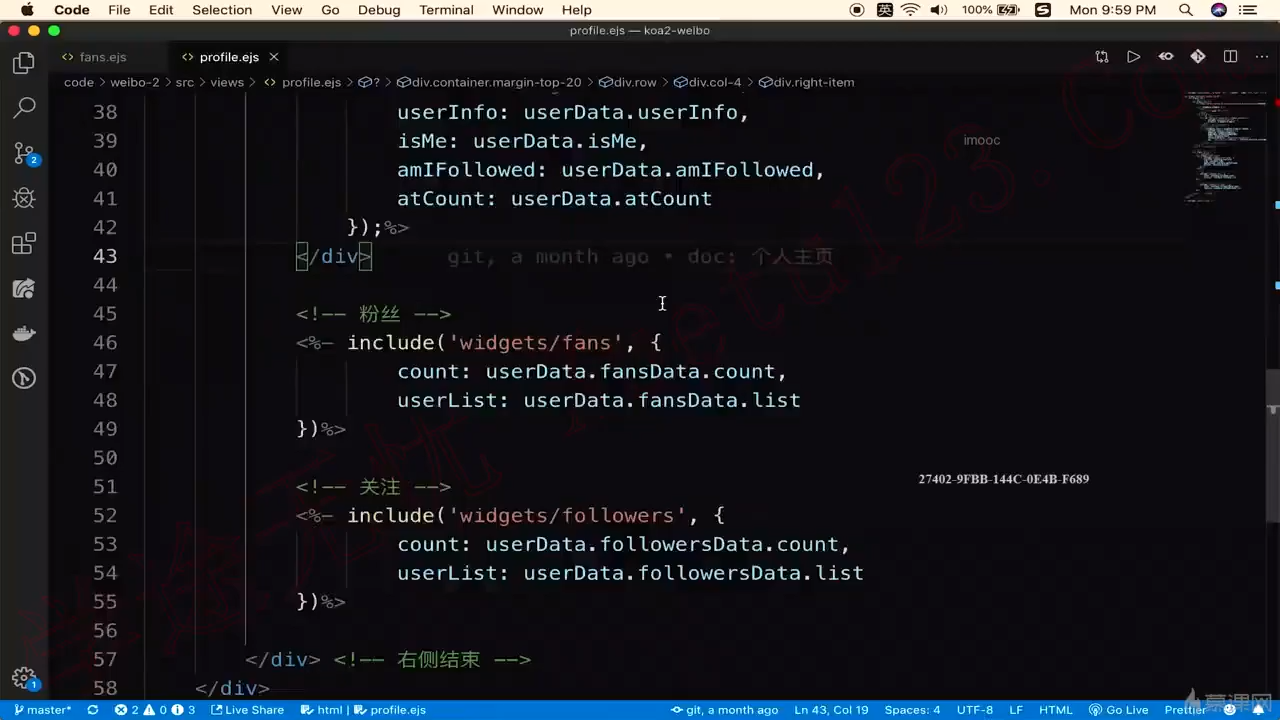 Code File Edit Selection View Go Debug Terminal Window Help 英 100% S Mon 9:59 PM
profile.ejs — koa2-weibo
fans.ejs profile.ejs
code > weibo-2 > src > views > profile.ejs > ? > div.container.margin-top-20 > div.row > div.col-4 > div.right-item
38 userInfo: userData.userInfo,
39 isMe: userData.isMe,
imooc
40 amIFollowed: userData.amIFollowed,
41 atCount: userData.atCount
42 });%>
43 </div> git, a month ago • doc: 个人主页
44
45 <!-- 粉丝 -->
46 <%- include('widgets/fans', {
47 count: userData.fansData.count,
48 userList: userData.fansData.list
49 })%>
50
27402-9FBB-144C-0E4B-F689
51 <!-- 关注 -->
52 <%- include('widgets/followers', {
53 count: userData.followersData.count,
54 userList: userData.followersData.list
55 })%>
56
57 </div> <!-- 右侧结束 -->
58 </div>
2
1
慕课网
master* 2 0 3 Live Share html | profile.ejs git, a month ago Ln 43, Col 19 Spaces: 4 UTF-8 LF HTML Go Live Prettier